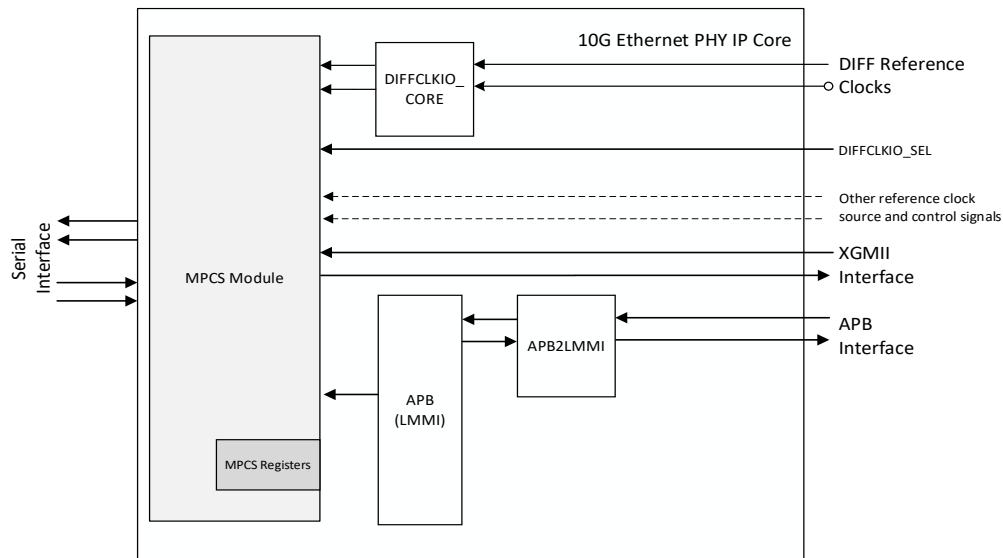 10G Ethernet PHY IP Core
DIFF Reference
Clocks
DIFFCLKIO_
CORE
DIFFCLKIO_SEL
Other reference clock
source and control signals
Serial
Interface
MPCS Module
XGMII
Interface
APB
Interface
APB2LMMI
APB
(LMMI)
MPCS Registers